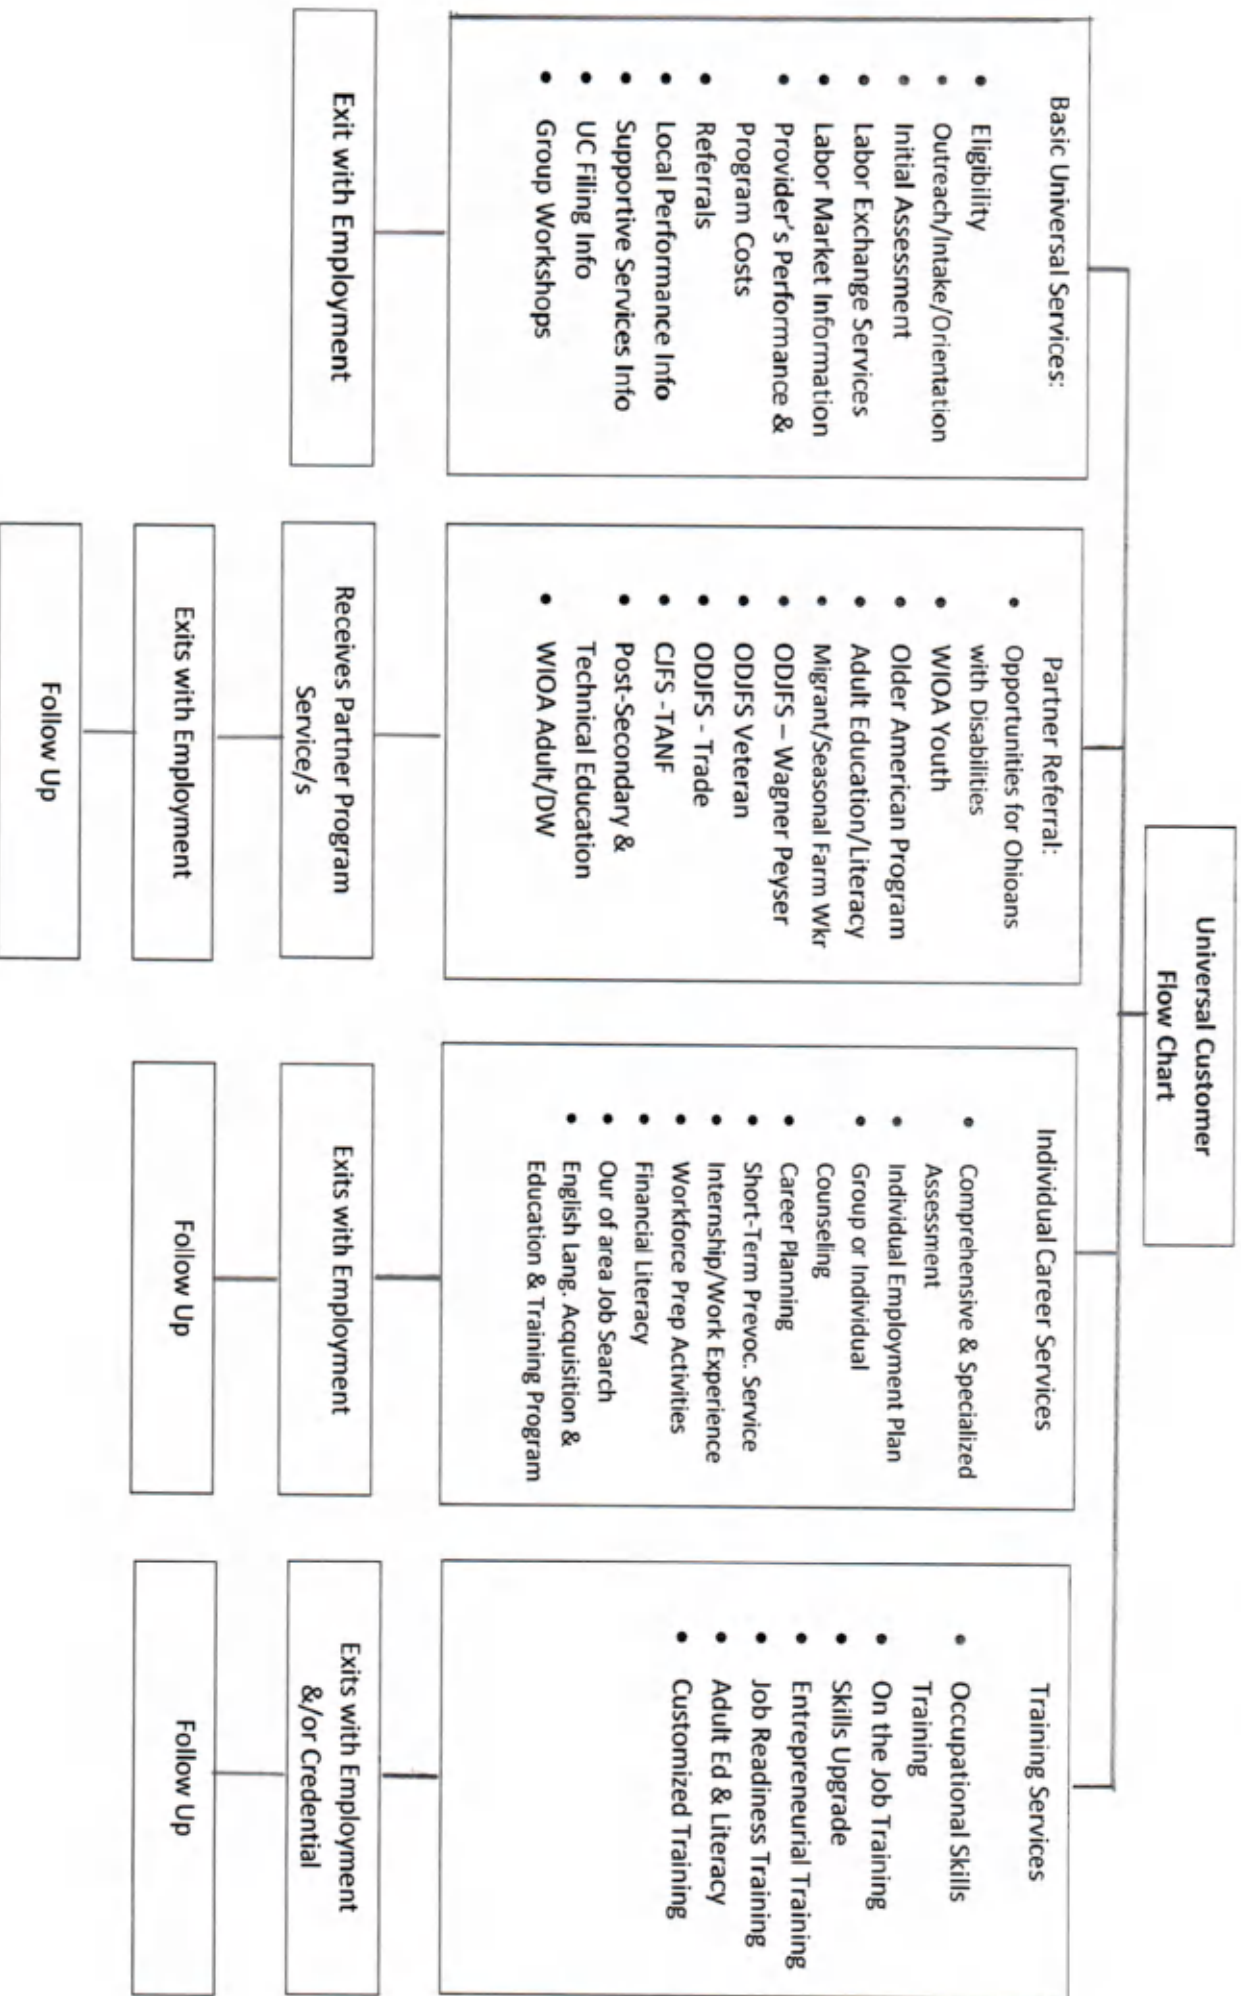 Universal Customer
Flow Chart
Basic Universal Services:
• Eligibility
• Outreach/Intake/Orientation
• Initial Assessment
• Labor Exchange Services
• Labor Market Information
• Provider's Performance &
Program Costs
• Referrals
• Local Performance Info
• Supportive Services Info
• UC Filing Info
• Group Workshops
Exit with Employment
Partner Referral:
• Opportunities for Ohioans
with Disabilities
• WIOA Youth
• Older American Program
• Adult Education/Literacy
• Migrant/Seasonal Farm Wkr
• ODJFS – Wagner Peyser
• ODJFS Veteran
• ODJFS - Trade
• CJFS -TANF
• Post-Secondary &
Technical Education
• WIOA Adult/DW
Receives Partner Program
Service/s
Exits with Employment
Follow Up
Individual Career Services
• Comprehensive & Specialized
Assessment
• Individual Employment Plan
• Group or Individual
Counseling
• Career Planning
• Short-Term Prevoc. Service
• Internship/Work Experience
• Workforce Prep Activities
• Financial Literacy
• Our of area Job Search
• English Lang. Acquisition &
Education & Training Program
Exits with Employment
Follow Up
Training Services
• Occupational Skills
Training
• On the Job Training
• Skills Upgrade
• Entrepreneurial Training
• Job Readiness Training
• Adult Ed & Literacy
• Customized Training
Exits with Employment
&/or Credential
Follow Up